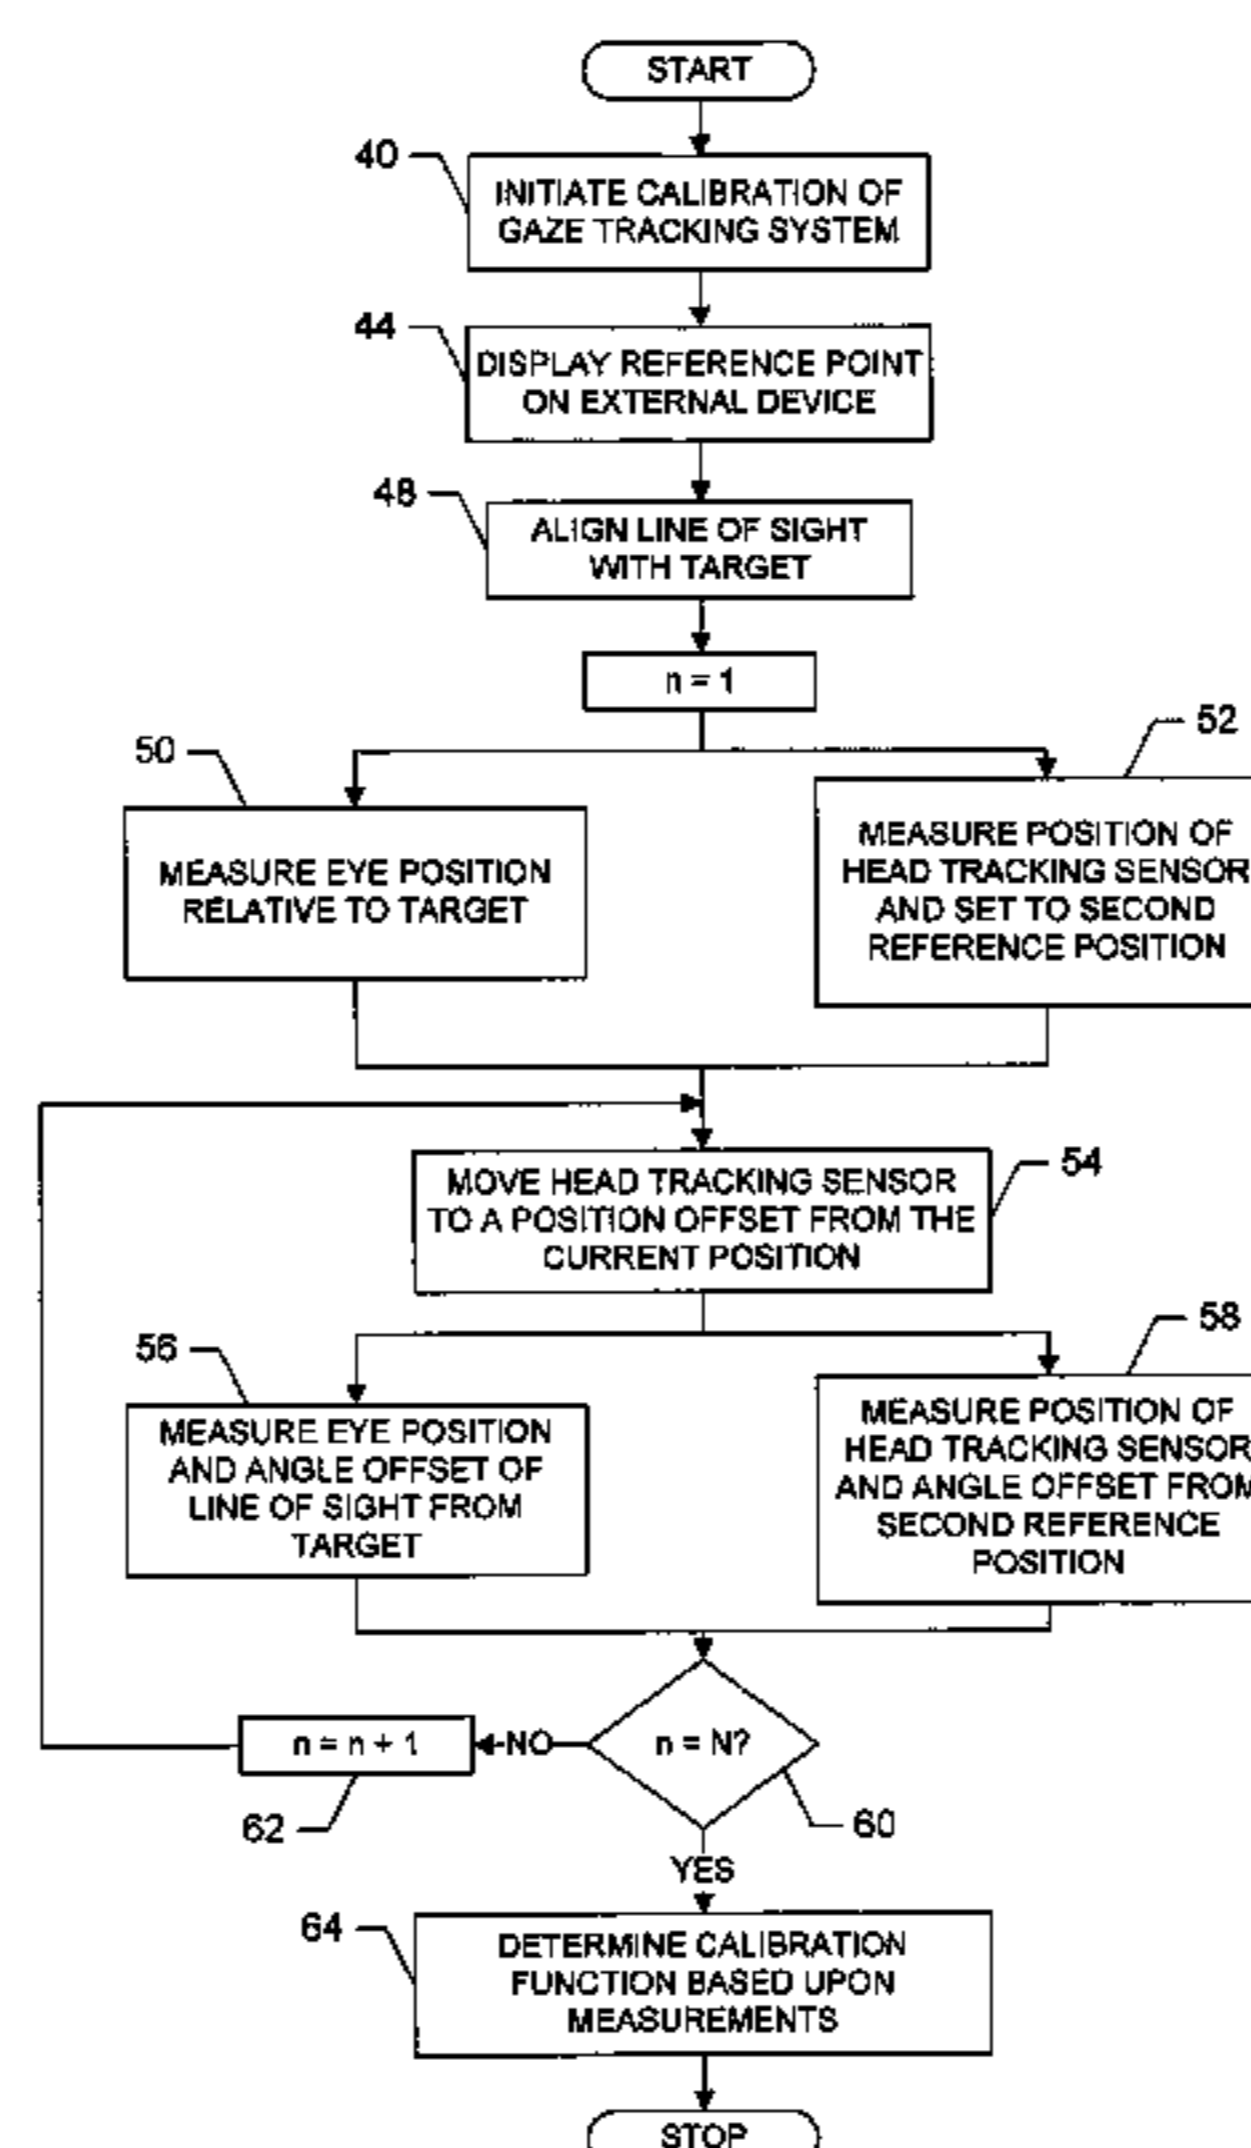 START
40
INITIATE CALIBRATION OF
GAZE TRACKING SYSTEM
44
DISPLAY REFERENCE POINT
ON EXTERNAL DEVICE
48
ALIGN LINE OF SIGHT
WITH TARGET
n = 1
50
MEASURE EYE POSITION
RELATIVE TO TARGET
52
MEASURE POSITION OF
HEAD TRACKING SENSOR
AND SET TO SECOND
REFERENCE POSITION
54
MOVE HEAD TRACKING SENSOR
TO A POSITION OFFSET FROM THE
CURRENT POSITION
56
MEASURE EYE POSITION
AND ANGLE OFFSET OF
LINE OF SIGHT FROM
TARGET
58
MEASURE POSITION OF
HEAD TRACKING SENSOR
AND ANGLE OFFSET FROM
SECOND REFERENCE
POSITION
n = n + 1
NO
n = N?
62
60
YES
64
DETERMINE CALIBRATION
FUNCTION BASED UPON
MEASUREMENTS
STOP